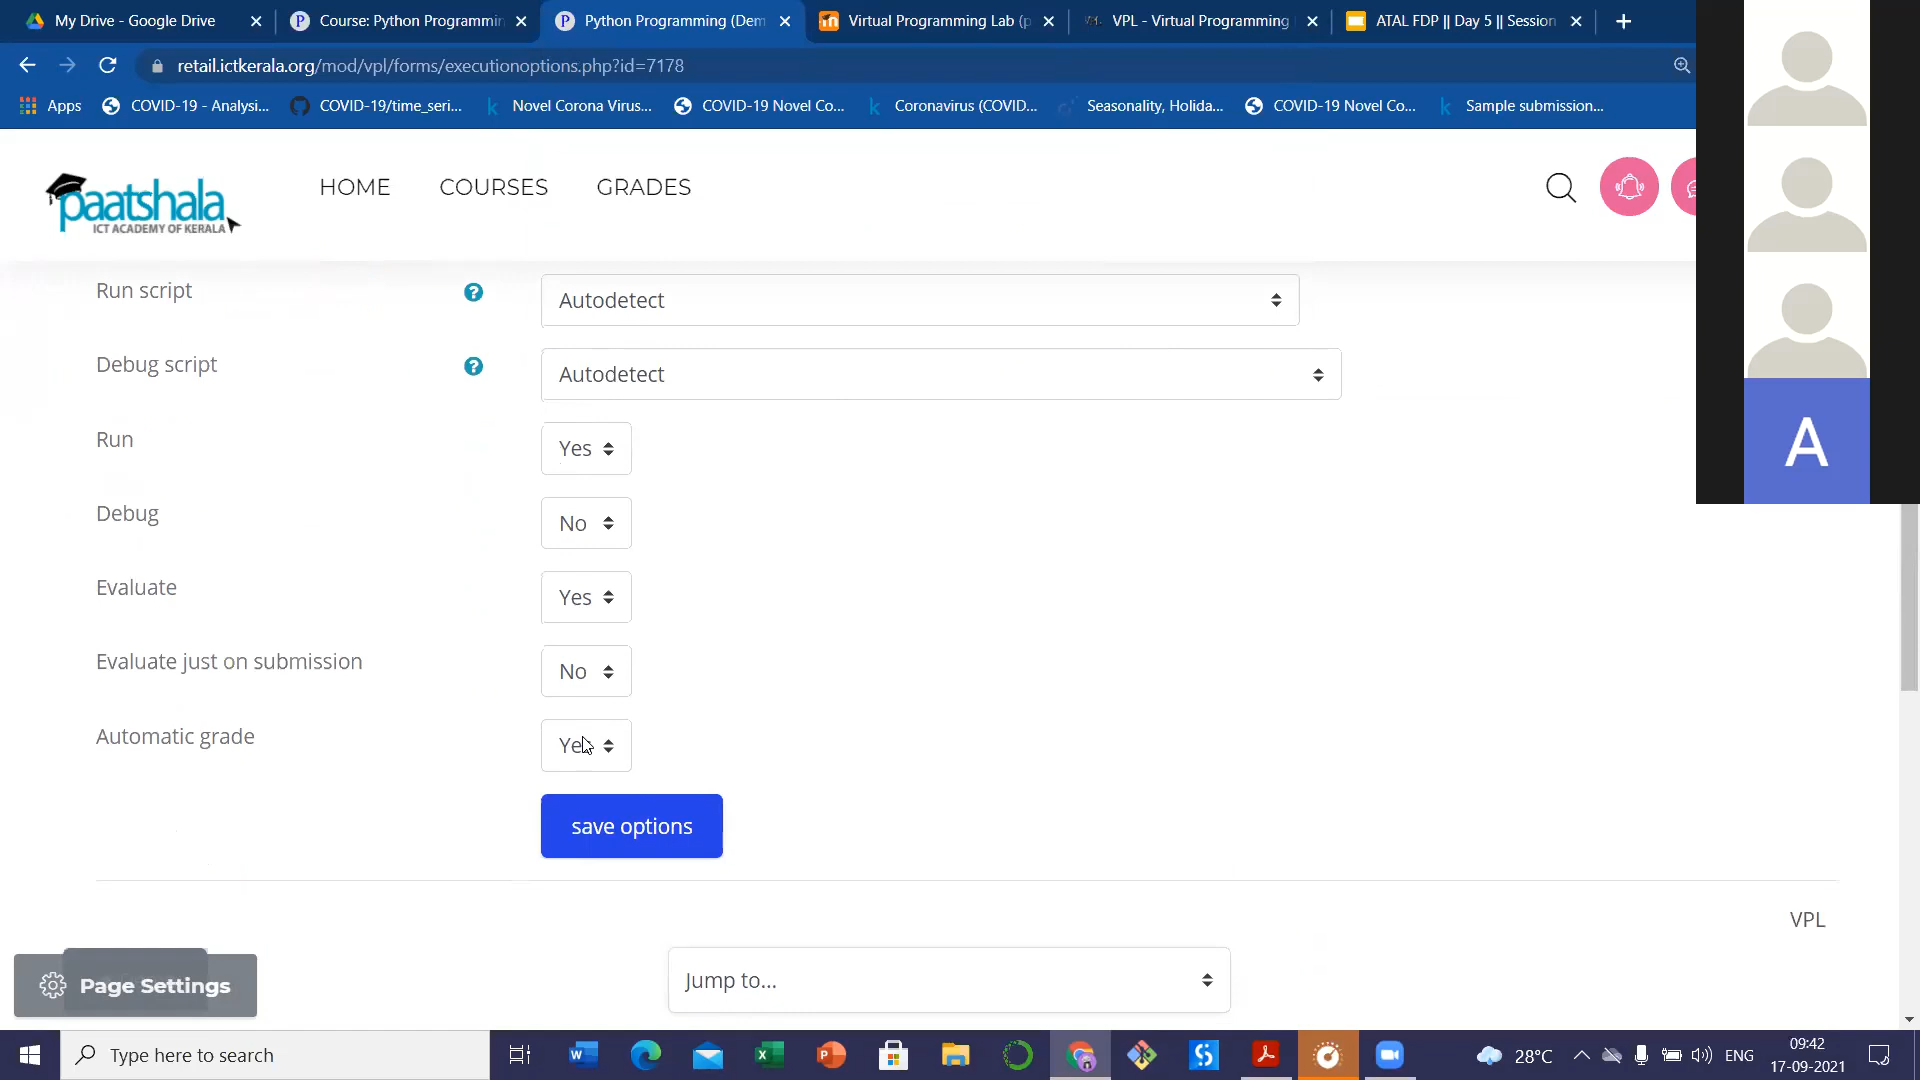 My Drive - Google Drive
Course: Python Programmin
Python Programming (Dem
Virtual Programming Lab (p
VPL - Virtual Programming
ATAL FDP || Day 5 || Session
retail.ictkerala.org/mod/vpl/forms/executionoptions.php?id=7178
Apps
COVID-19 - Analysi...
COVID-19/time_seri...
Novel Corona Virus...
COVID-19 Novel Co...
Coronavirus (COVID...
Seasonality, Holida...
COVID-19 Novel Co...
Sample submission...
paatshala
ICT ACADEMY OF KERALA
HOME
COURSES
GRADES
Run script
Autodetect
Debug script
Autodetect
Run
Yes
Debug
No
Evaluate
Yes
Evaluate just on submission
No
Automatic grade
Yes
save options
VPL
Jump to...
Page Settings
A
Type here to search
28°C
ENG
09:42
17-09-2021